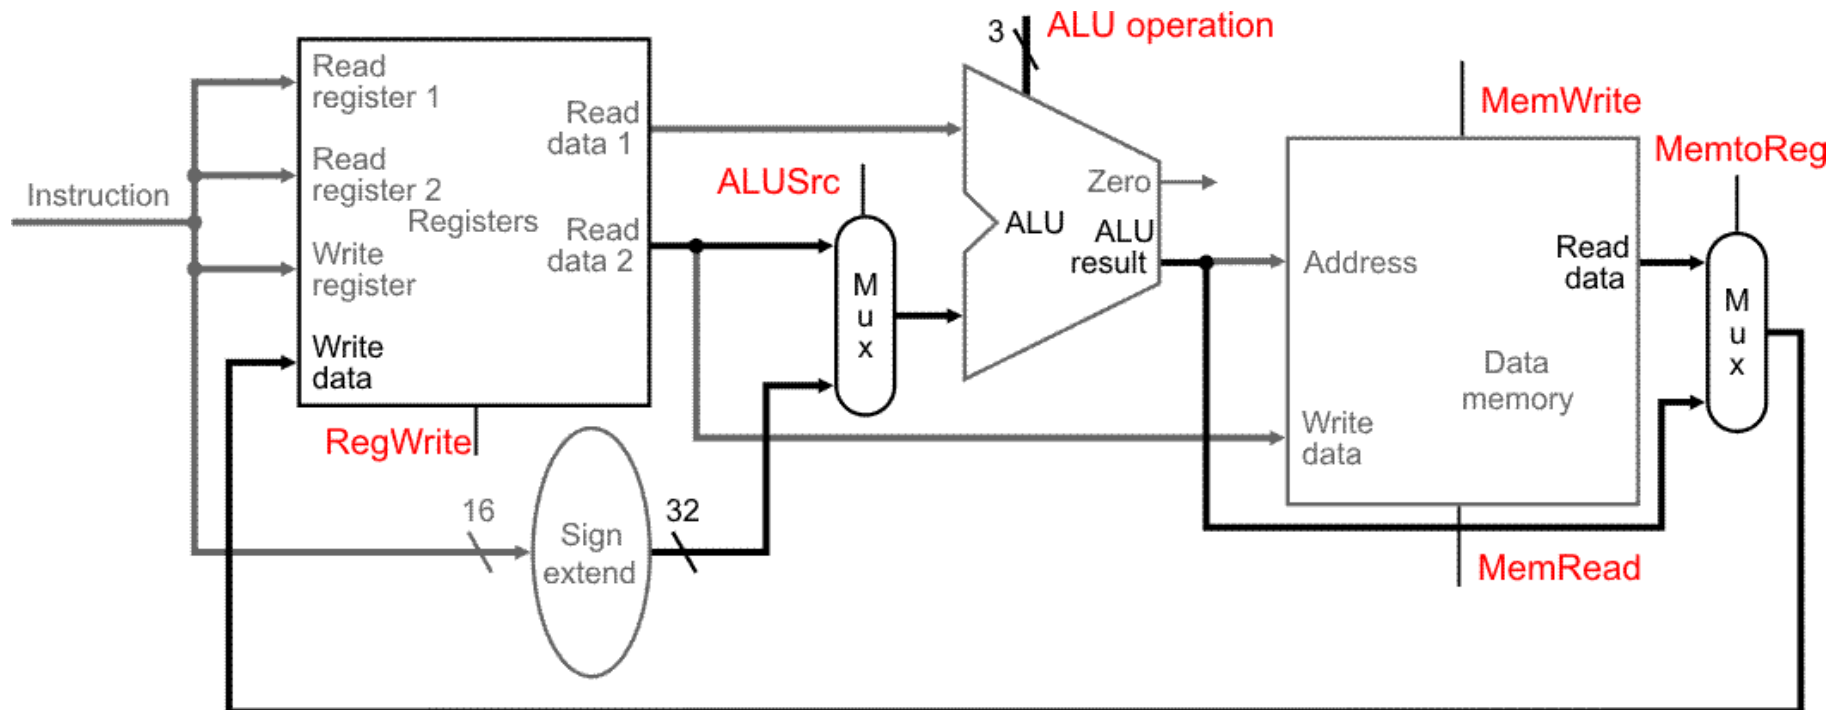 Instruction
Read
register 1
Read
register 2
Registers
Write
register
Write
data
Read
data 1
Read
data 2
RegWrite
16
Sign
extend
32
ALUSrc
M
u
x
3
ALU operation
Zero
ALU
ALU
result
MemWrite
Address
Read
data
Data
memory
Write
data
MemRead
MemtoReg
M
u
x